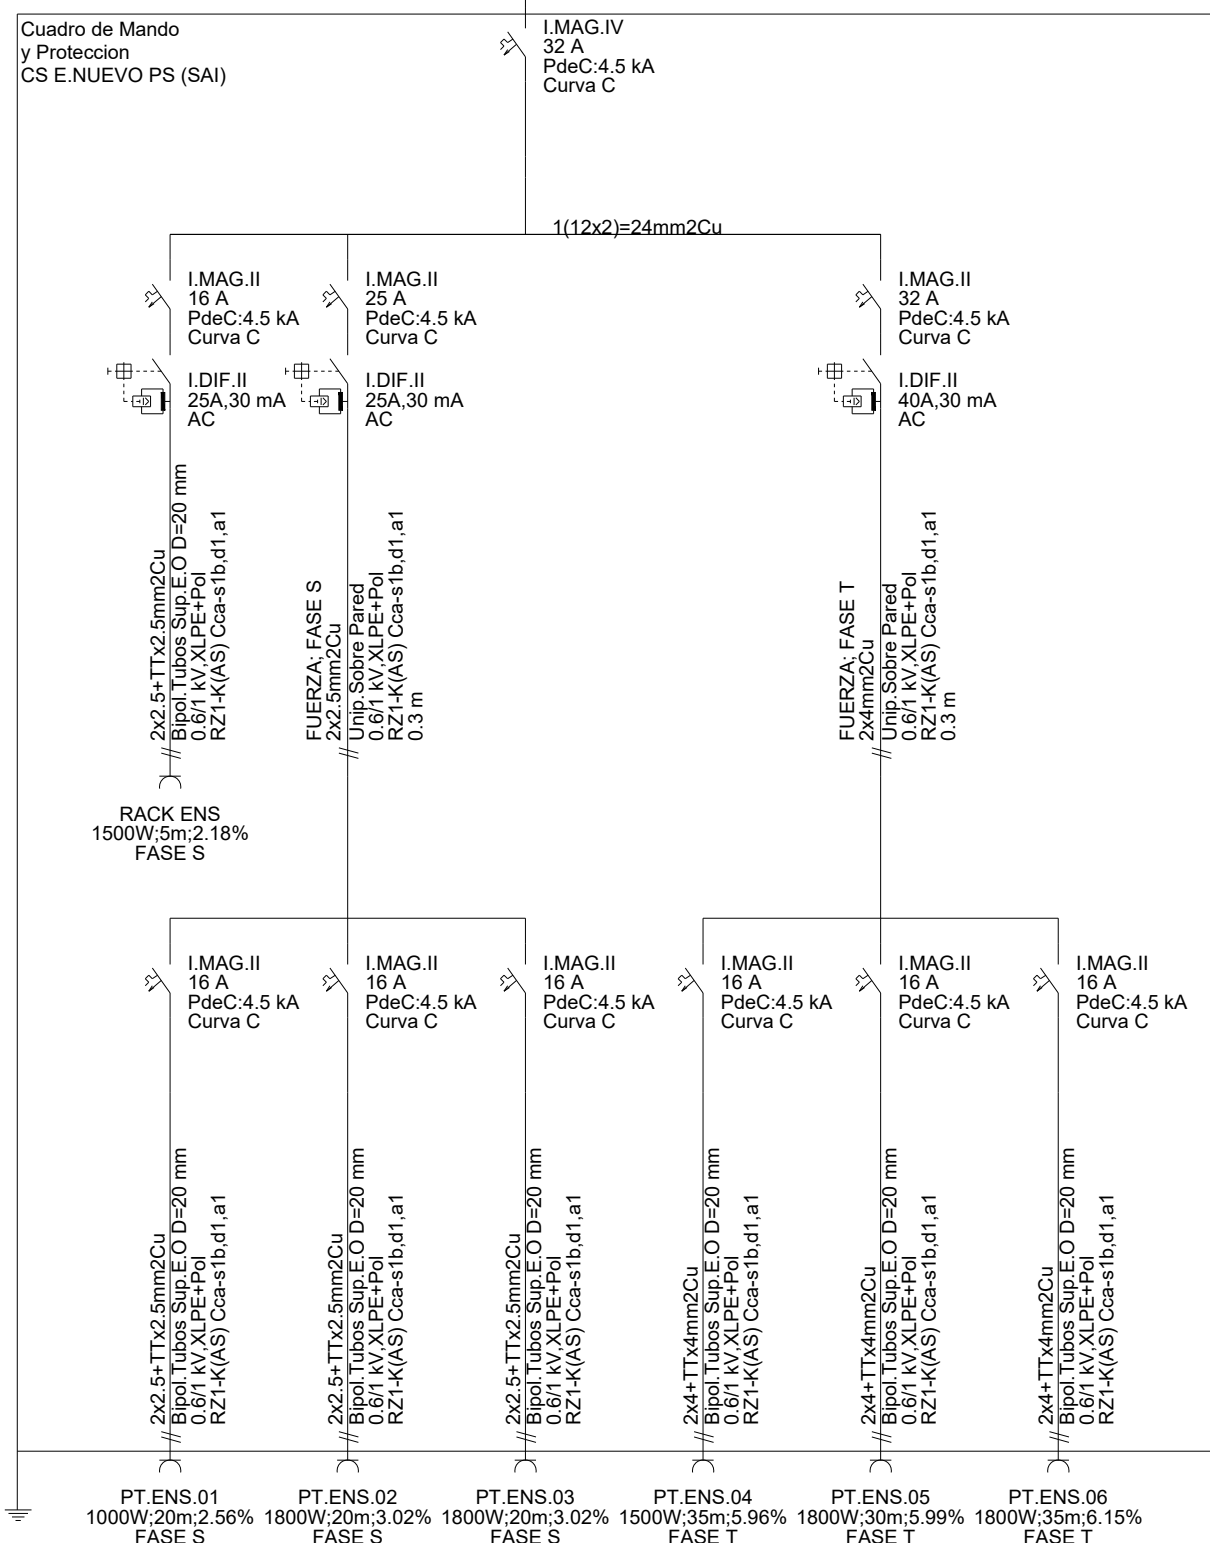 Cuadro de Mando
y Proteccion
CS E.NUEVO PS (SAI)
I.MAG.IV
32 A
PdeC:4.5 kA
Curva C
1(12x2)=24mm2Cu
I.MAG.II
16 A
PdeC:4.5 kA
Curva C
I.MAG.II
25 A
PdeC:4.5 kA
Curva C
I.MAG.II
32 A
PdeC:4.5 kA
Curva C
I.DIF.II
25A,30 mA
AC
I.DIF.II
25A,30 mA
AC
I.DIF.II
40A,30 mA
AC
2x2.5+TTx2.5mm2Cu
Bipol.Tubos Sup.E.O D=20 mm
0.6/1 kV,XLPE+Pol
RZ1-K(AS) Cca-s1b,d1,a1
FUERZA; FASE S
2x2.5mm2Cu
Unip.Sobre Pared
0.6/1 kV,XLPE+Pol
RZ1-K(AS) Cca-s1b,d1,a1
0.3 m
FUERZA; FASE T
2x4mm2Cu
Unip.Sobre Pared
0.6/1 kV,XLPE+Pol
RZ1-K(AS) Cca-s1b,d1,a1
0.3 m
RACK ENS
1500W;5m;2.18%
FASE S
I.MAG.II
16 A
PdeC:4.5 kA
Curva C
I.MAG.II
16 A
PdeC:4.5 kA
Curva C
I.MAG.II
16 A
PdeC:4.5 kA
Curva C
I.MAG.II
16 A
PdeC:4.5 kA
Curva C
I.MAG.II
16 A
PdeC:4.5 kA
Curva C
I.MAG.II
16 A
PdeC:4.5 kA
Curva C
2x2.5+TTx2.5mm2Cu
Bipol.Tubos Sup.E.O D=20 mm
0.6/1 kV,XLPE+Pol
RZ1-K(AS) Cca-s1b,d1,a1
2x2.5+TTx2.5mm2Cu
Bipol.Tubos Sup.E.O D=20 mm
0.6/1 kV,XLPE+Pol
RZ1-K(AS) Cca-s1b,d1,a1
2x2.5+TTx2.5mm2Cu
Bipol.Tubos Sup.E.O D=20 mm
0.6/1 kV,XLPE+Pol
RZ1-K(AS) Cca-s1b,d1,a1
2x4+TTx4mm2Cu
Bipol.Tubos Sup.E.O D=20 mm
0.6/1 kV,XLPE+Pol
RZ1-K(AS) Cca-s1b,d1,a1
2x4+TTx4mm2Cu
Bipol.Tubos Sup.E.O D=20 mm
0.6/1 kV,XLPE+Pol
RZ1-K(AS) Cca-s1b,d1,a1
2x4+TTx4mm2Cu
Bipol.Tubos Sup.E.O D=20 mm
0.6/1 kV,XLPE+Pol
RZ1-K(AS) Cca-s1b,d1,a1
PT.ENS.01
1000W;20m;2.56%
FASE S
PT.ENS.02
1800W;20m;3.02%
FASE S
PT.ENS.03
1800W;20m;3.02%
FASE S
PT.ENS.04
1500W;35m;5.96%
FASE T
PT.ENS.05
1800W;30m;5.99%
FASE T
PT.ENS.06
1800W;35m;6.15%
FASE T